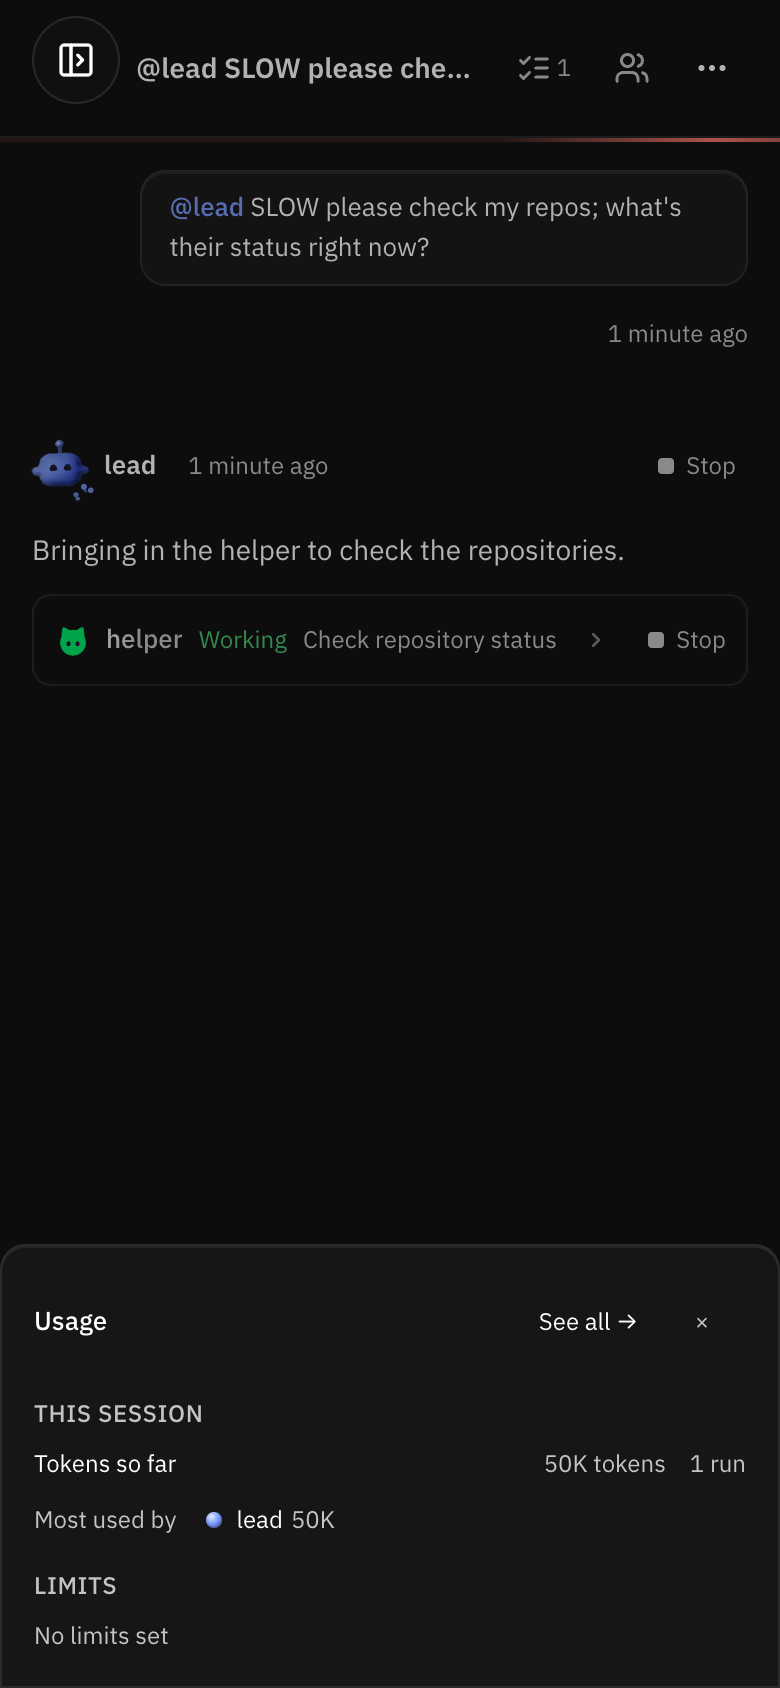 @lead SLOW please che...
1
@lead SLOW please check my repos; what's
their status right now?
1 minute ago
lead 1 minute ago Stop
Bringing in the helper to check the repositories.
helper Working Check repository status Stop
Usage See all → ×
THIS SESSION
Tokens so far 50K tokens 1 run
Most used by lead 50K
LIMITS
No limits set